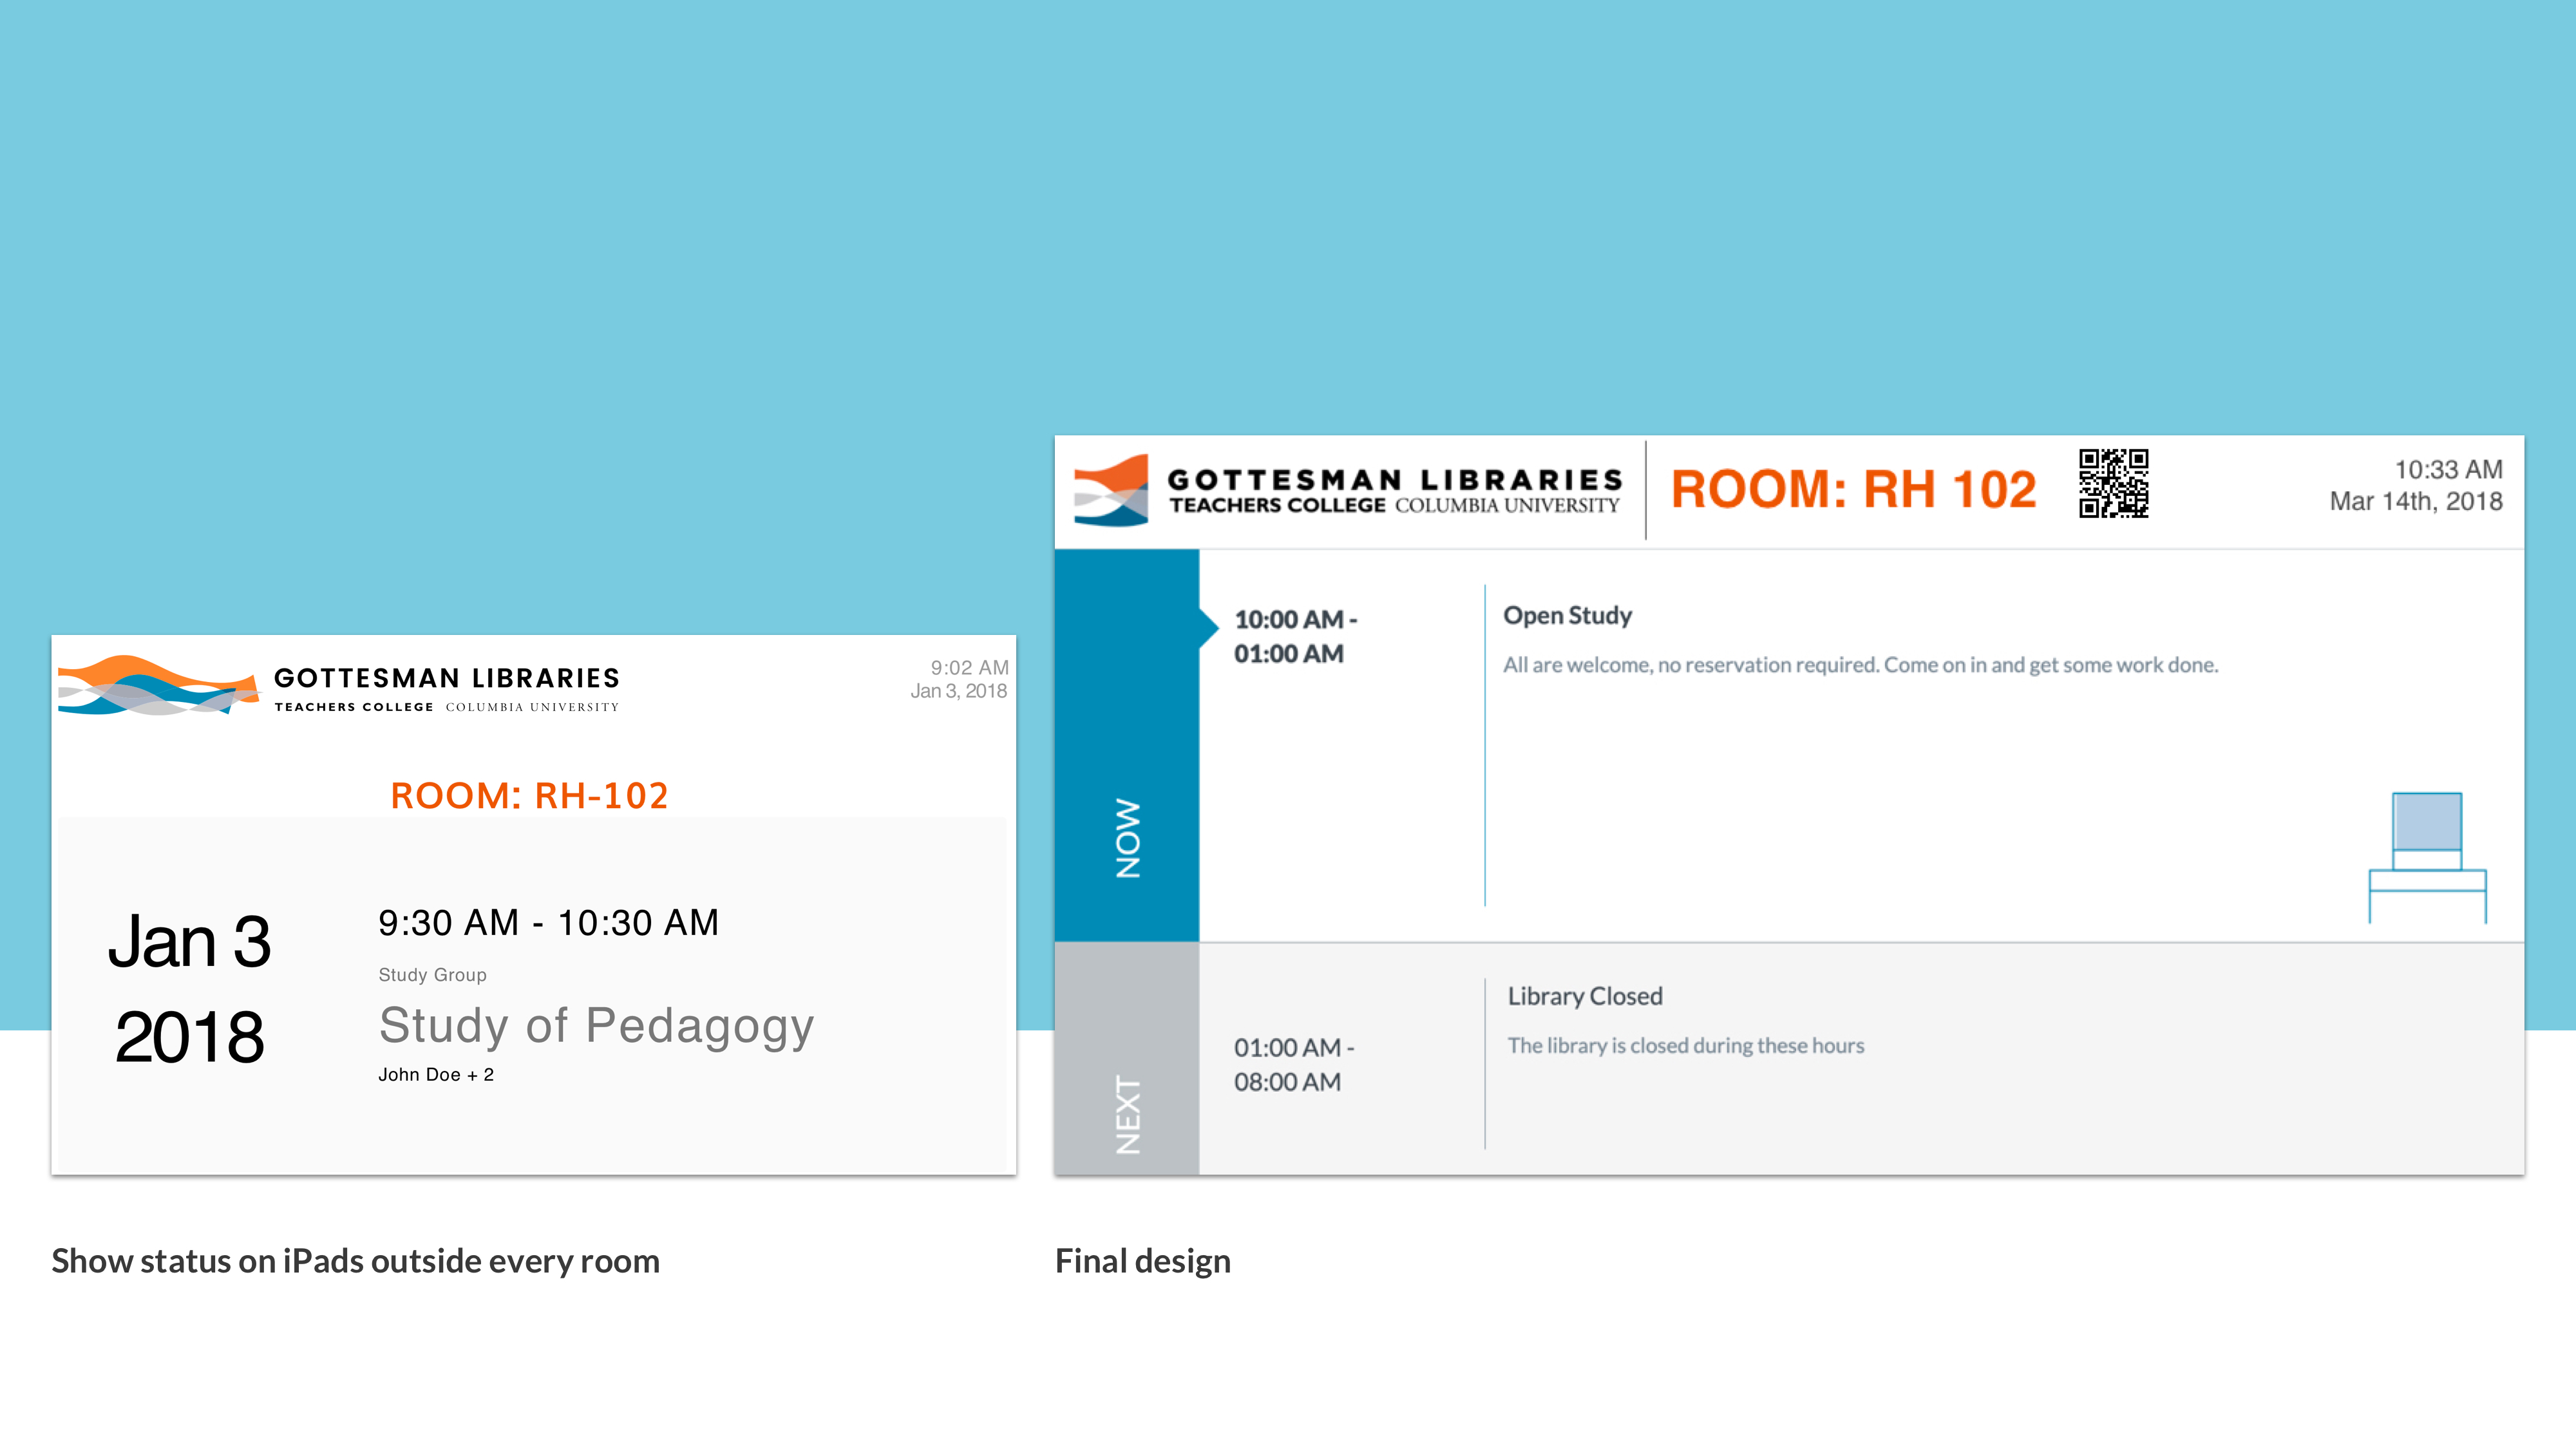 GOTTESMAN LIBRARIES
TEACHERS COLLEGE COLUMBIA UNIVERSITY
9:02 AM
Jan 3, 2018
ROOM: RH-102
Jan 3
2018
9:30 AM - 10:30 AM
Study Group
Study of Pedagogy
John Doe + 2
Show status on iPads outside every room
GOTTESMAN LIBRARIES
TEACHERS COLLEGE COLUMBIA UNIVERSITY
ROOM: RH 102
10:33 AM
Mar 14th, 2018
NOW
10:00 AM -
01:00 AM
Open Study
All are welcome, no reservation required. Come on in and get some work done.
NEXT
01:00 AM -
08:00 AM
Library Closed
The library is closed during these hours
Final design